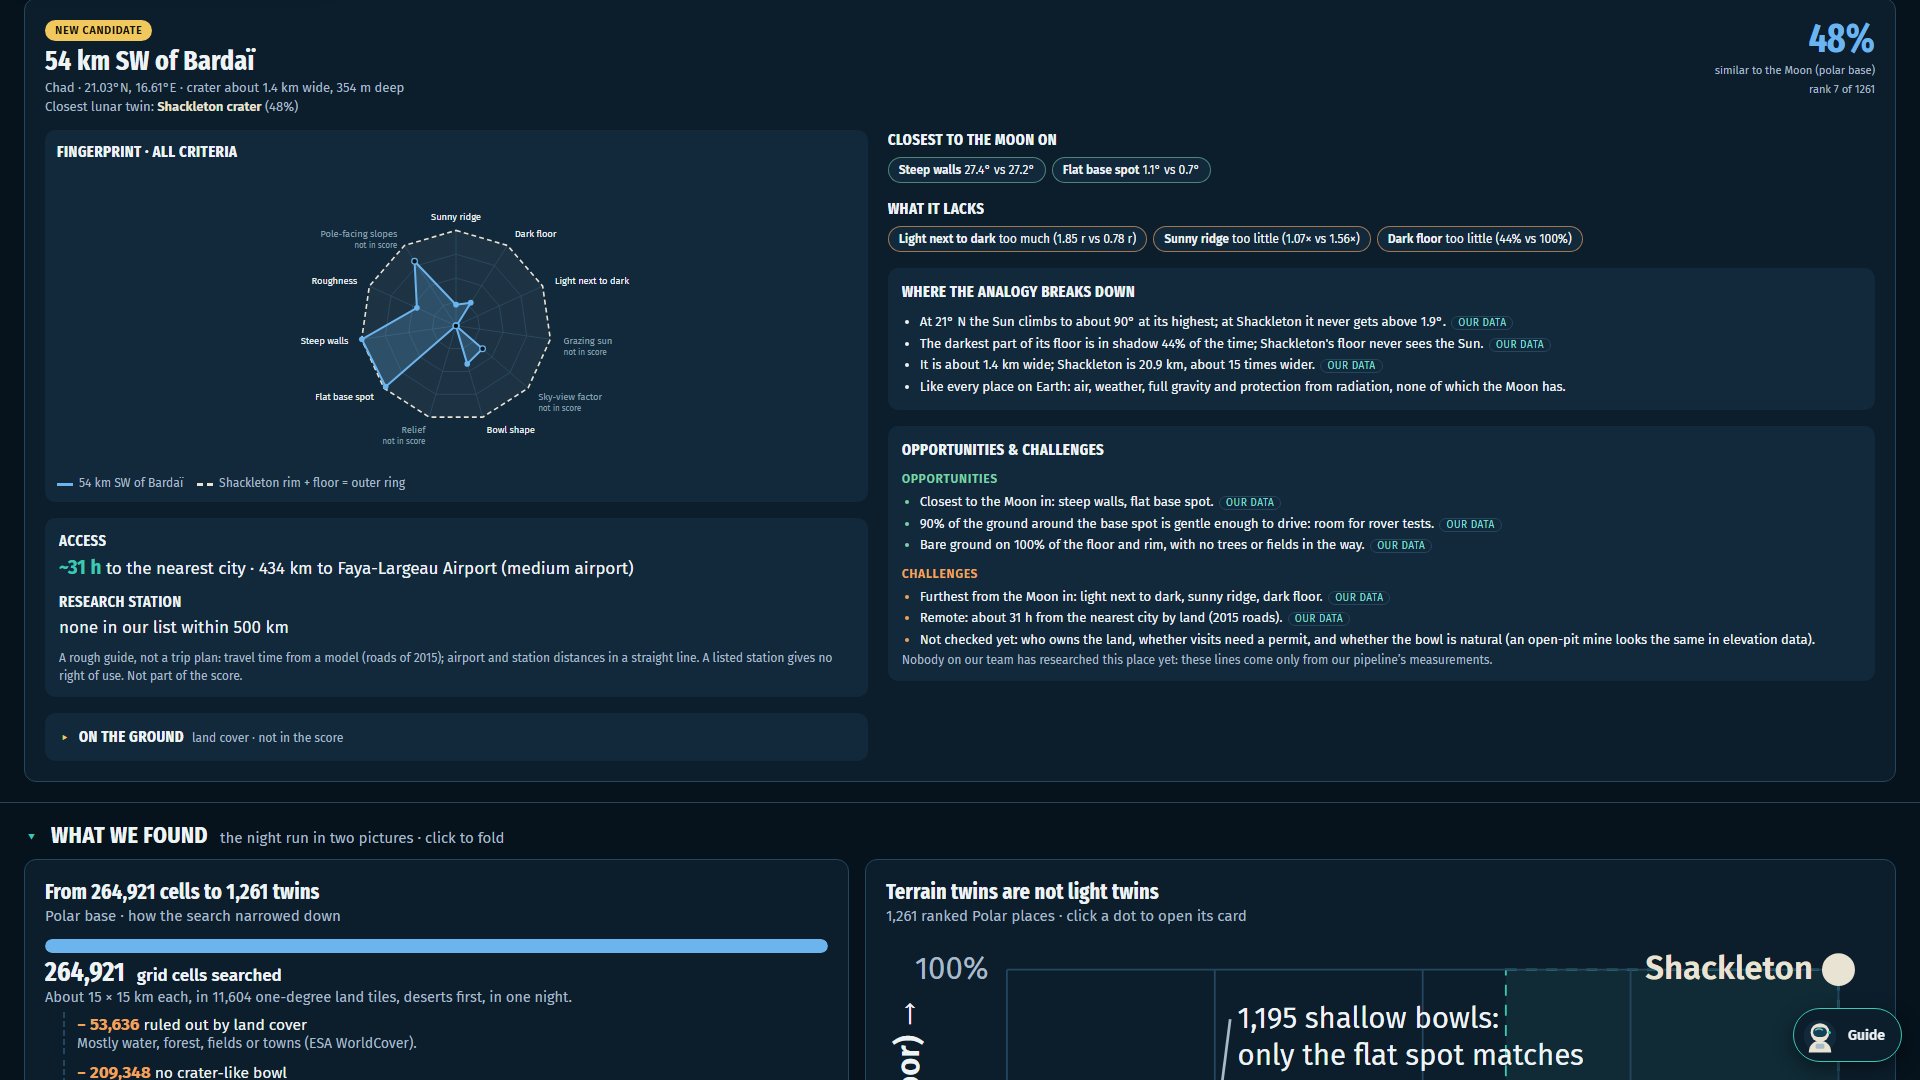 NEW CANDIDATE
54 km SW of Bardaï
Chad · 21.03°N, 16.61°E · crater about 1.4 km wide, 354 m deep
Closest lunar twin: Shackleton crater (48%)
48%
similar to the Moon (polar base)
rank 7 of 1261
FINGERPRINT · ALL CRITERIA
Sunny ridge
Dark floor
Light next to dark
Grazing sun
not in score
Sky-view factor
not in score
Bowl shape
Relief
not in score
Flat base spot
Steep walls
Roughness
Pole-facing slopes
not in score
54 km SW of Bardaï
Shackleton rim + floor = outer ring
ACCESS
~31 h to the nearest city · 434 km to Faya-Largeau Airport (medium airport)
RESEARCH STATION
none in our list within 500 km
A rough guide, not a trip plan: travel time from a model (roads of 2015); airport and station distances in a straight line. A listed station gives no
right of use. Not part of the score.
ON THE GROUND land cover · not in the score
CLOSEST TO THE MOON ON
Steep walls 27.4° vs 27.2°
Flat base spot 1.1° vs 0.7°
WHAT IT LACKS
Light next to dark too much (1.85 r vs 0.78 r)
Sunny ridge too little (1.07× vs 1.56×)
Dark floor too little (44% vs 100%)
WHERE THE ANALOGY BREAKS DOWN
• At 21° N the Sun climbs to about 90° at its highest; at Shackleton it never gets above 1.9°. OUR DATA
• The darkest part of its floor is in shadow 44% of the time; Shackleton's floor never sees the Sun. OUR DATA
• It is about 1.4 km wide; Shackleton is 20.9 km, about 15 times wider. OUR DATA
• Like every place on Earth: air, weather, full gravity and protection from radiation, none of which the Moon has.
OPPORTUNITIES & CHALLENGES
OPPORTUNITIES
• Closest to the Moon in: steep walls, flat base spot. OUR DATA
• 90% of the ground around the base spot is gentle enough to drive: room for rover tests. OUR DATA
• Bare ground on 100% of the floor and rim, with no trees or fields in the way. OUR DATA
CHALLENGES
• Furthest from the Moon in: light next to dark, sunny ridge, dark floor. OUR DATA
• Remote: about 31 h from the nearest city by land (2015 roads). OUR DATA
• Not checked yet: who owns the land, whether visits need a permit, and whether the bowl is natural (an open-pit mine looks the same in elevation data).
Nobody on our team has researched this place yet: these lines come only from our pipeline's measurements.
WHAT WE FOUND the night run in two pictures · click to fold
From 264,921 cells to 1,261 twins
Polar base · how the search narrowed down
264,921 grid cells searched
About 15 × 15 km each, in 11,604 one-degree land tiles, deserts first, in one night.
− 53,636 ruled out by land cover
Mostly water, forest, fields or towns (ESA WorldCover).
− 209,348 no crater-like bowl
Terrain twins are not light twins
1,261 ranked Polar places · click a dot to open its card
100%
Shackleton
1,195 shallow bowls:
only the flat spot matches
oor) →
Guide